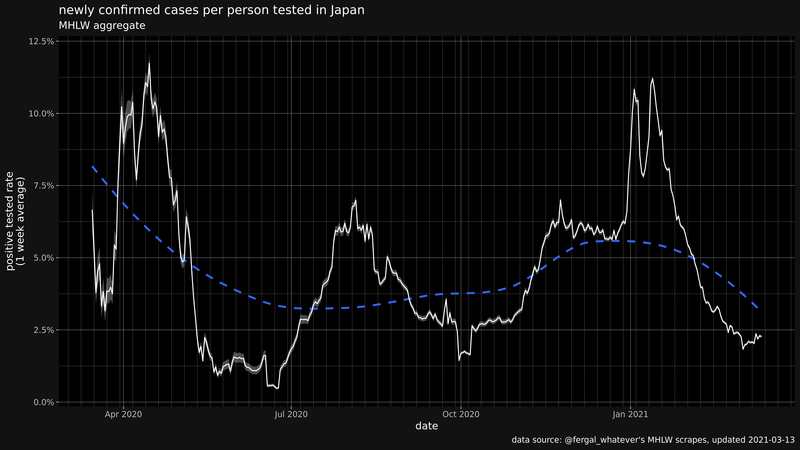 newly confirmed cases per person tested in Japan
MHLW aggregate
12.5%
10.0%
7.5%
5.0%
2.5%
0.0%
positive tested rate
(1 week average)
Apr 2020
Jul 2020
Oct 2020
Jan 2021
date
data source: @fergal_whatever's MHLW scrapes, updated 2021-03-13